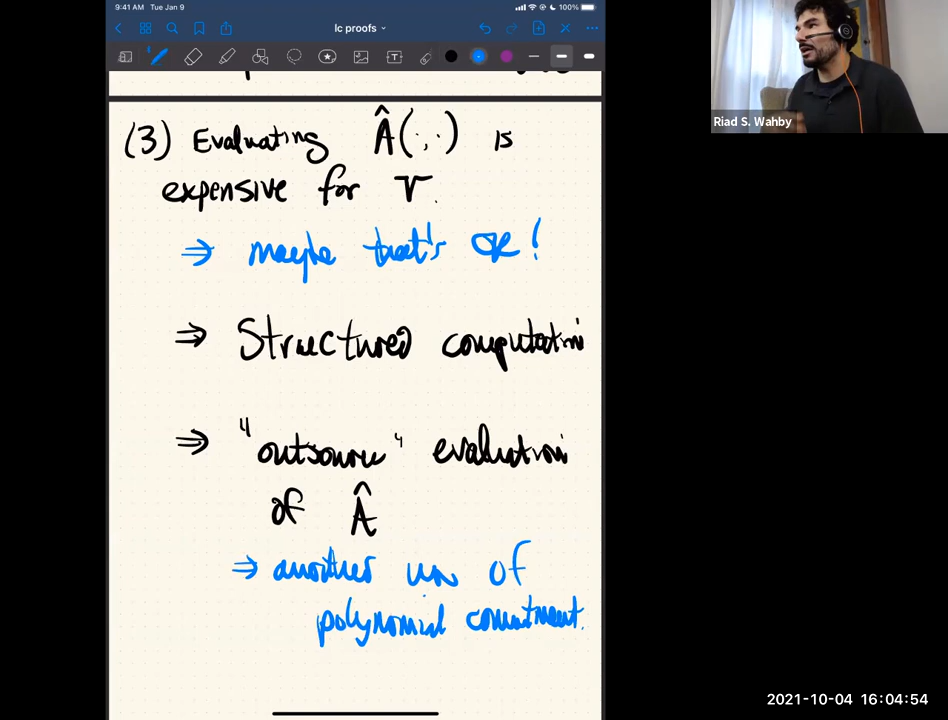 9:41 AM Tue Jan 9
100%
lc proofs
(3) Evaluating Â(·,·) is
expensive for V.
⇒ maybe that's OK!
⇒ Structured computation
⇒ "outsource" evaluation
of Â
⇒ another use of
polynomial commitment.
Riad S. Wahby
2021-10-04 16:04:54